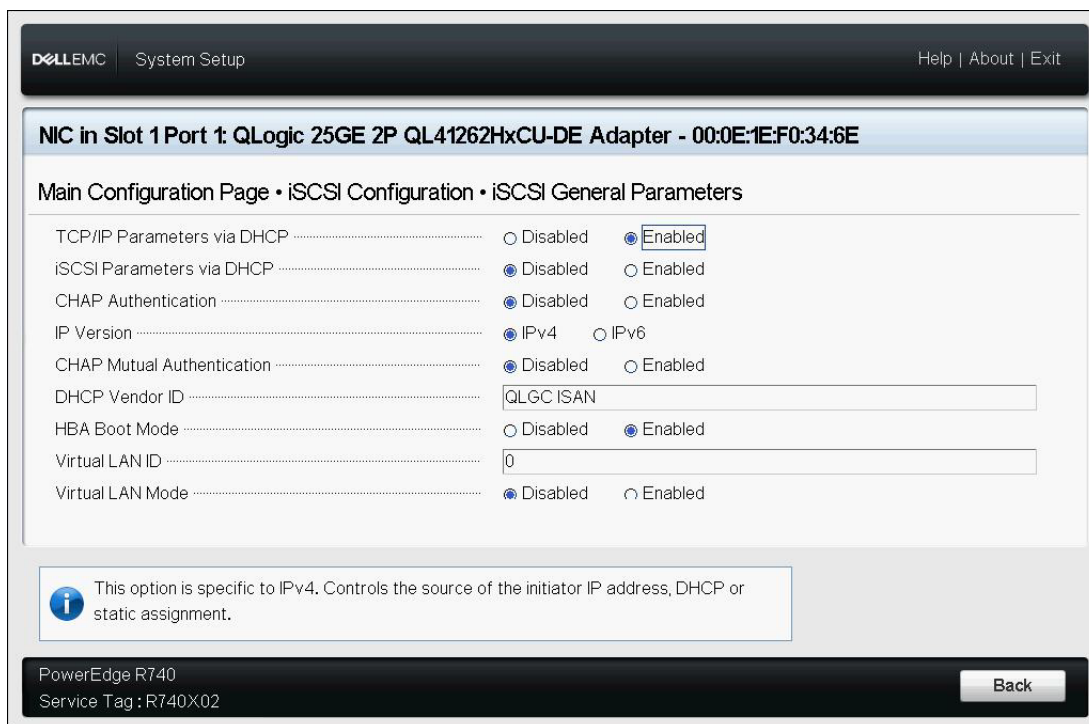 DELLEMC System Setup Help | About | Exit
NIC in Slot 1 Port 1: QLogic 25GE 2P QL41262HxCU-DE Adapter - 00:0E:1E:F0:34:6E
Main Configuration Page • iSCSI Configuration • iSCSI General Parameters
TCP/IP Parameters via DHCP Disabled Enabled
iSCSI Parameters via DHCP Disabled Enabled
CHAP Authentication Disabled Enabled
IP Version IPv4 IPv6
CHAP Mutual Authentication Disabled Enabled
DHCP Vendor ID QLGC ISAN
HBA Boot Mode Disabled Enabled
Virtual LAN ID 0
Virtual LAN Mode Disabled Enabled
This option is specific to IPv4. Controls the source of the initiator IP address, DHCP or
static assignment.
PowerEdge R740
Service Tag : R740X02
Back